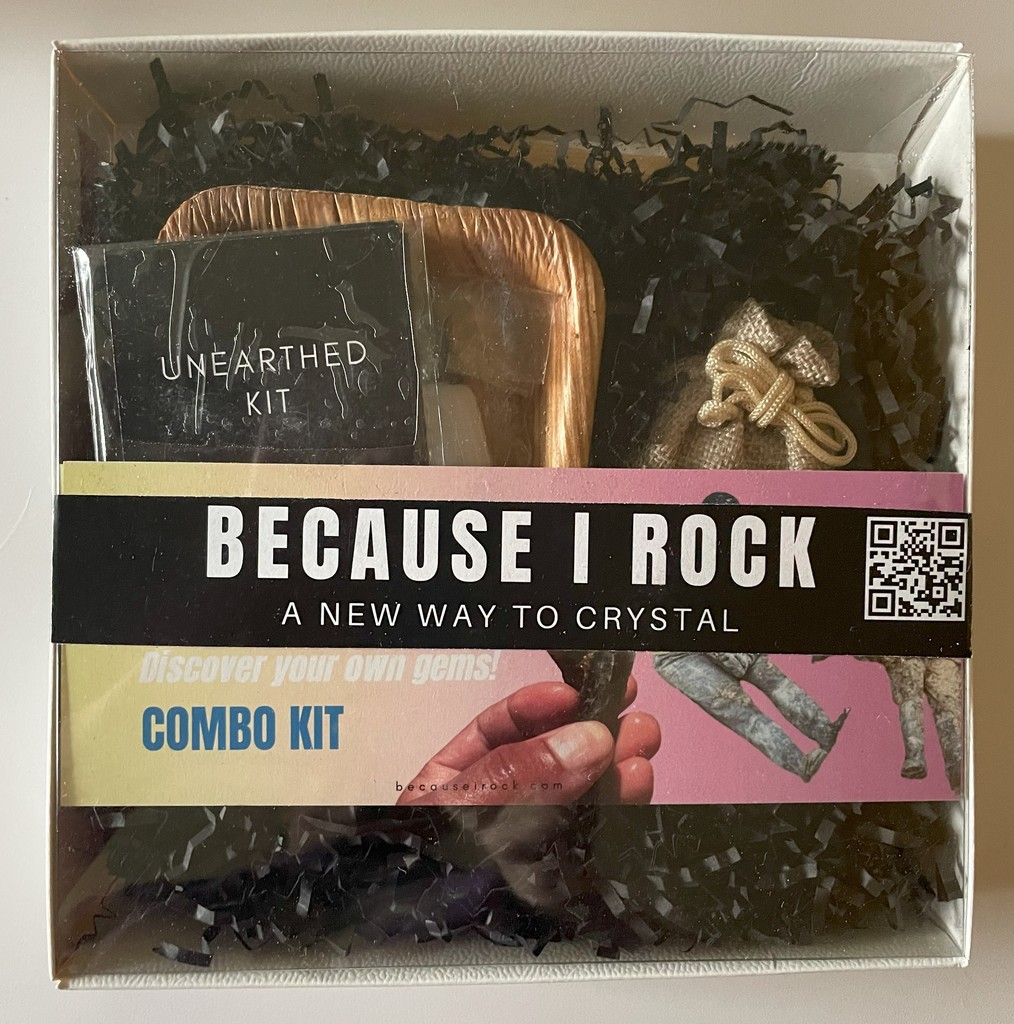 UNEARTHED
KIT
BECAUSE I ROCK
A NEW WAY TO CRYSTAL
Discover your own gems!
COMBO KIT
becauseirock.com